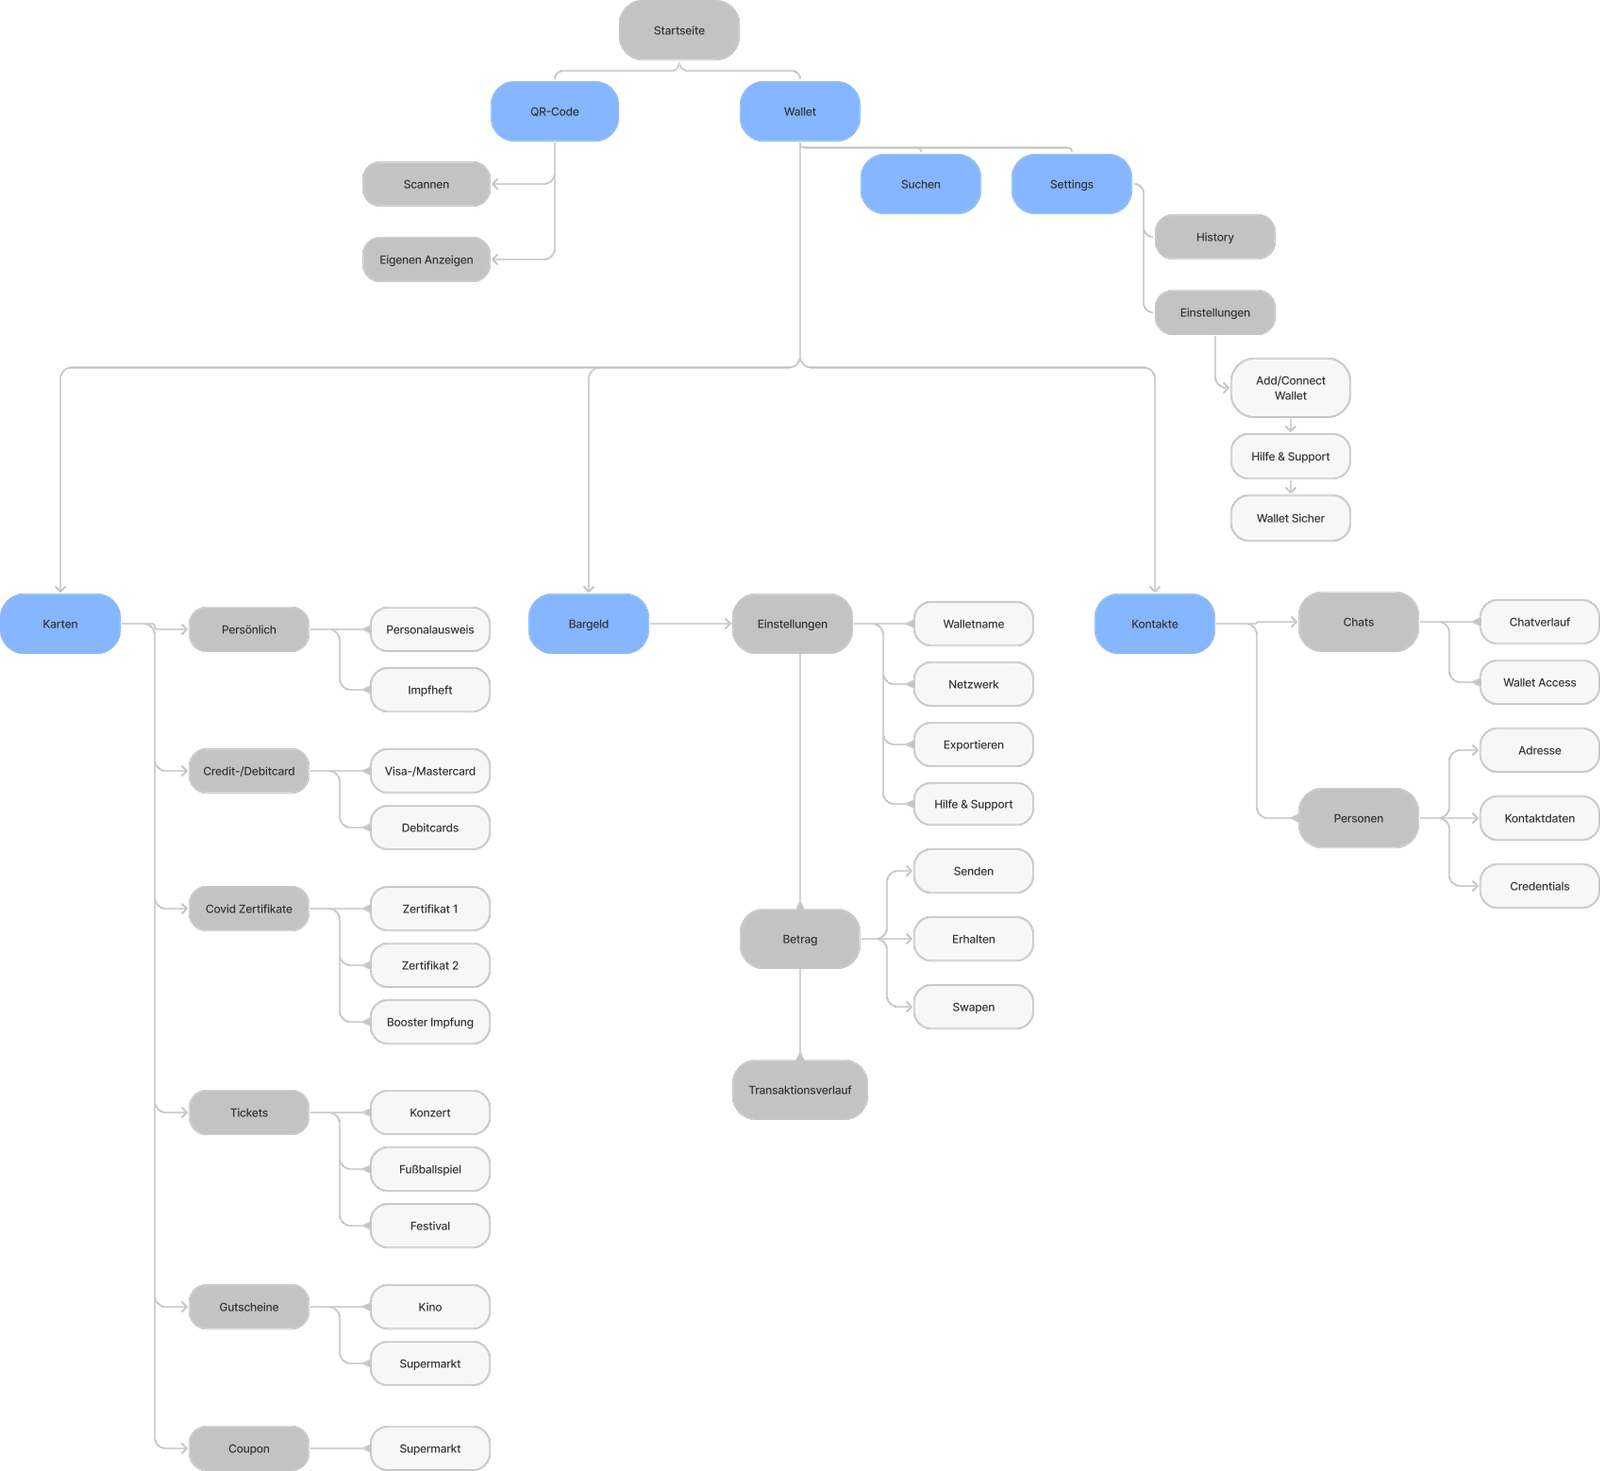 Startseite
QR-Code
Wallet
Scannen
Eigenen Anzeigen
Suchen
Settings
History
Einstellungen
Add/Connect
Wallet
Hilfe & Support
Wallet Sicher
Karten
Persönlich
Personalausweis
Impfheft
Credit-/Debitcard
Visa-/Mastercard
Debitcards
Covid Zertifikate
Zertifikat 1
Zertifikat 2
Booster Impfung
Tickets
Konzert
Fußballspiel
Festival
Gutscheine
Kino
Supermarkt
Coupon
Supermarkt
Bargeld
Einstellungen
Walletname
Netzwerk
Exportieren
Hilfe & Support
Betrag
Senden
Erhalten
Swapen
Transaktionsverlauf
Kontakte
Chats
Chatverlauf
Wallet Access
Personen
Adresse
Kontaktdaten
Credentials